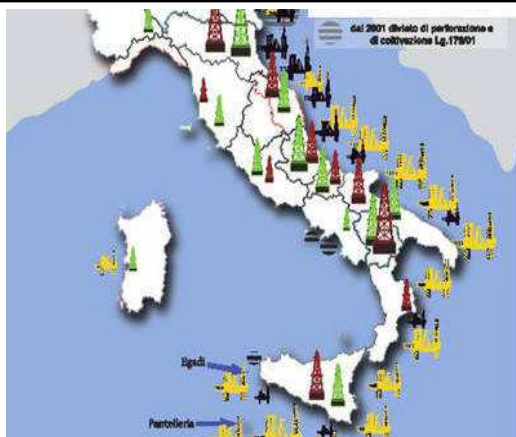 dal 2001 divieto di perforazione e
di coltivazione Lg.179/01
Egadi
Pantelleria